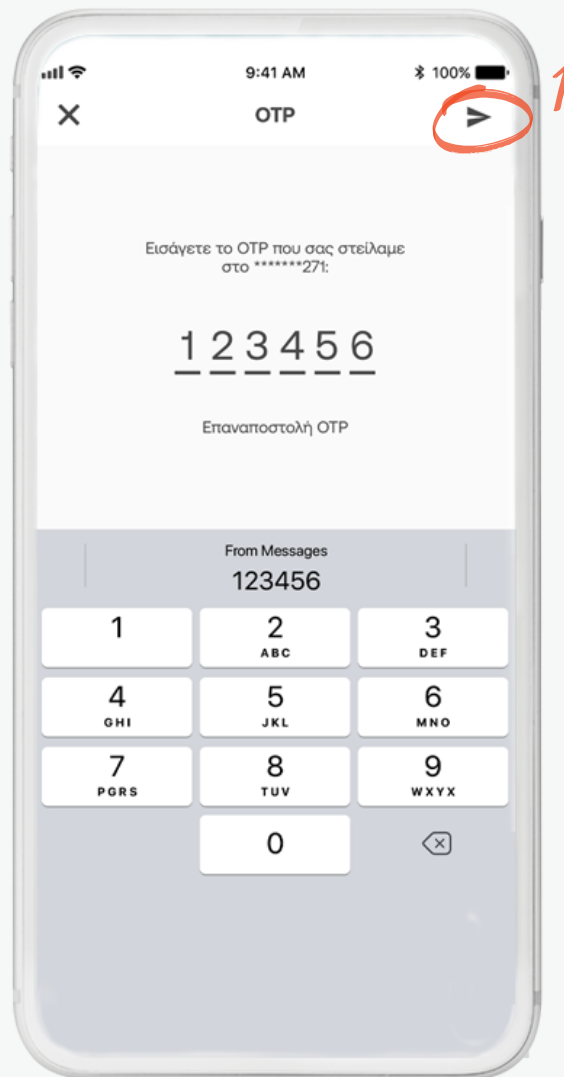 9:41 AM
100%
1
OTP
Εισάγετε το OTP που σας στείλαμε
στο *******271:
1 2 3 4 5 6
Επαναποστολή OTP
From Messages
123456
1
2
ABC
3
DEF
4
GHI
5
JKL
6
MNO
7
PGRS
8
TUV
9
WXYX
0